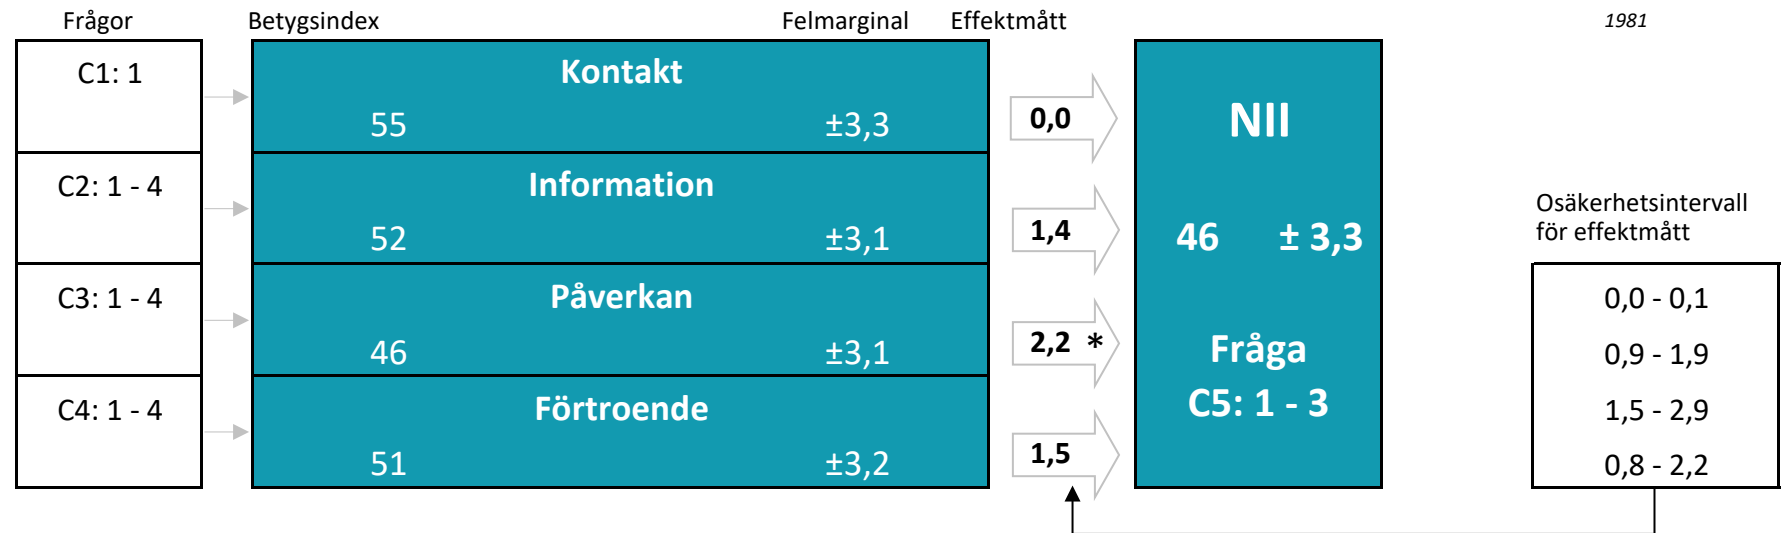 Frågor Betygsindex Felmarginal Effektmått 1981
C1: 1 Kontakt
55 ±3,3 0,0 NII
C2: 1 - 4 Information
52 ±3,1 1,4 46 ± 3,3
Osäkerhetsintervall
för effektmått
C3: 1 - 4 Påverkan 0,0 - 0,1
46 ±3,1 2,2 * Fråga 0,9 - 1,9
C4: 1 - 4 Förtroende C5: 1 - 3 1,5 - 2,9
51 ±3,2 1,5 0,8 - 2,2